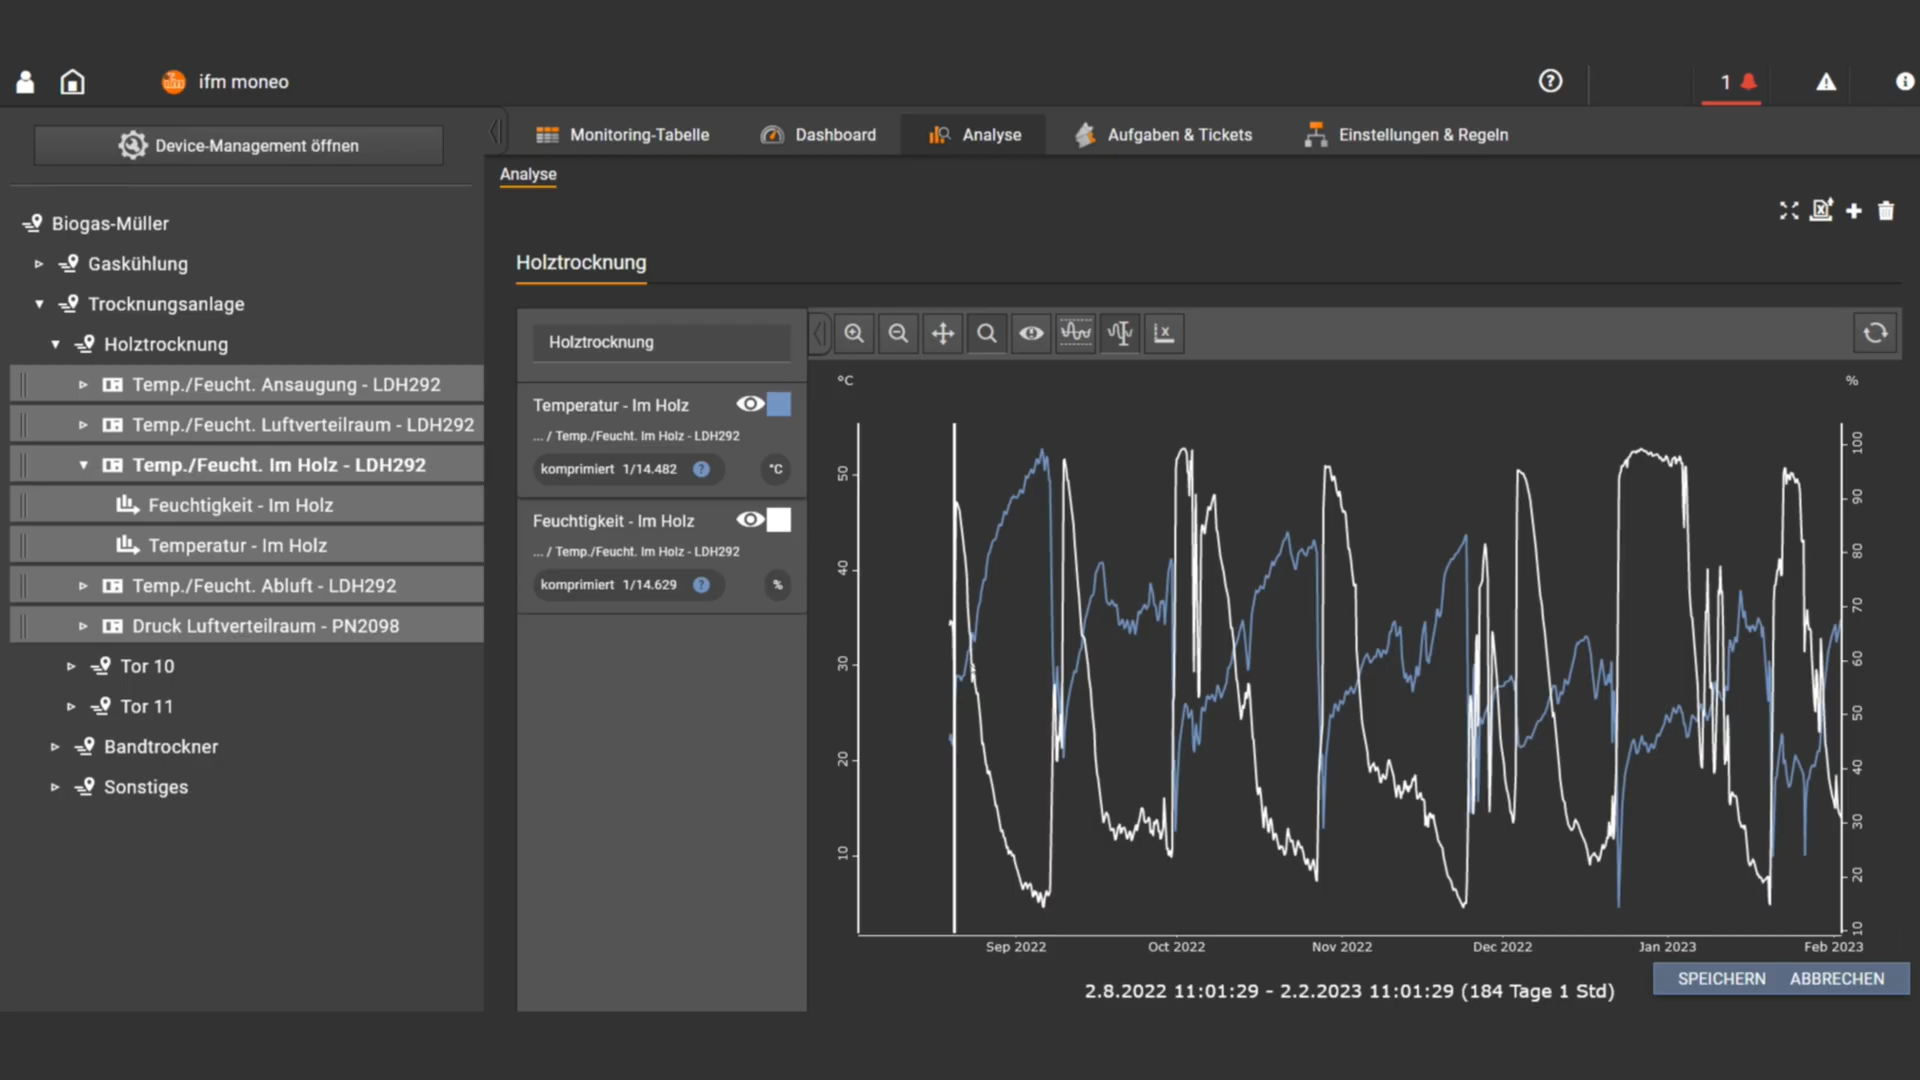 ifm moneo
1
Device-Management öffnen
Monitoring-Tabelle
Dashboard
Analyse
Aufgaben & Tickets
Einstellungen & Regeln
Analyse
Biogas-Müller
Gaskühlung
Trocknungsanlage
Holztrocknung
Temp./Feucht. Ansaugung - LDH292
Temp./Feucht. Luftverteilraum - LDH292
Temp./Feucht. Im Holz - LDH292
Feuchtigkeit - Im Holz
Temperatur - Im Holz
Temp./Feucht. Abluft - LDH292
Druck Luftverteilraum - PN2098
Tor 10
Tor 11
Bandtrockner
Sonstiges
Holztrocknung
Holztrocknung
Temperatur - Im Holz
... / Temp./Feucht. Im Holz - LDH292
komprimiert 1/14.482 ? °C
Feuchtigkeit - Im Holz
... / Temp./Feucht. Im Holz - LDH292
komprimiert 1/14.629 ? %
°C
50
40
30
20
10
%
100
90
80
70
60
50
40
30
20
10
Sep 2022
Oct 2022
Nov 2022
Dec 2022
Jan 2023
Feb 2023
2.8.2022 11:01:29 - 2.2.2023 11:01:29 (184 Tage 1 Std)
SPEICHERN
ABBRECHEN